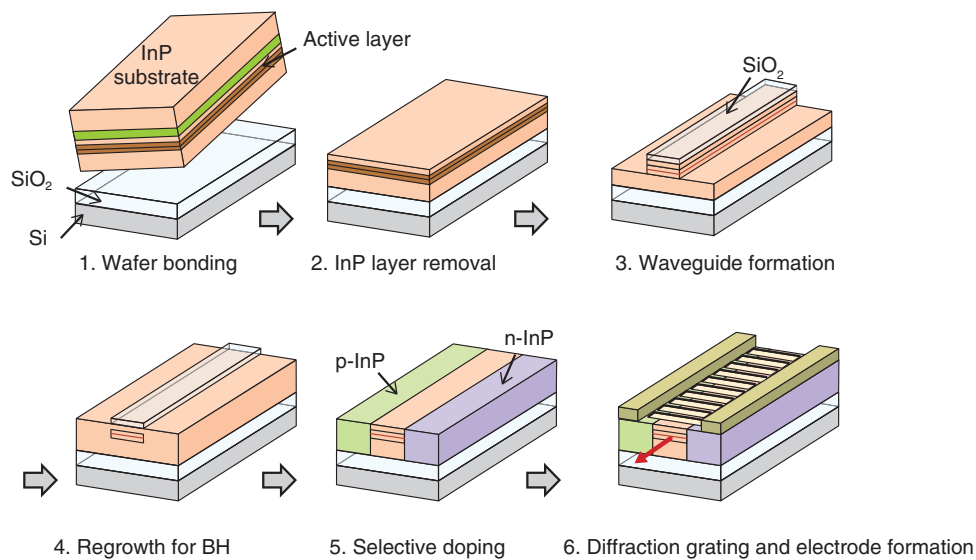 InP
substrate
Active layer
SiO2
Si
1. Wafer bonding
2. InP layer removal
SiO2
3. Waveguide formation
4. Regrowth for BH
p-InP
n-InP
5. Selective doping
6. Diffraction grating and electrode formation